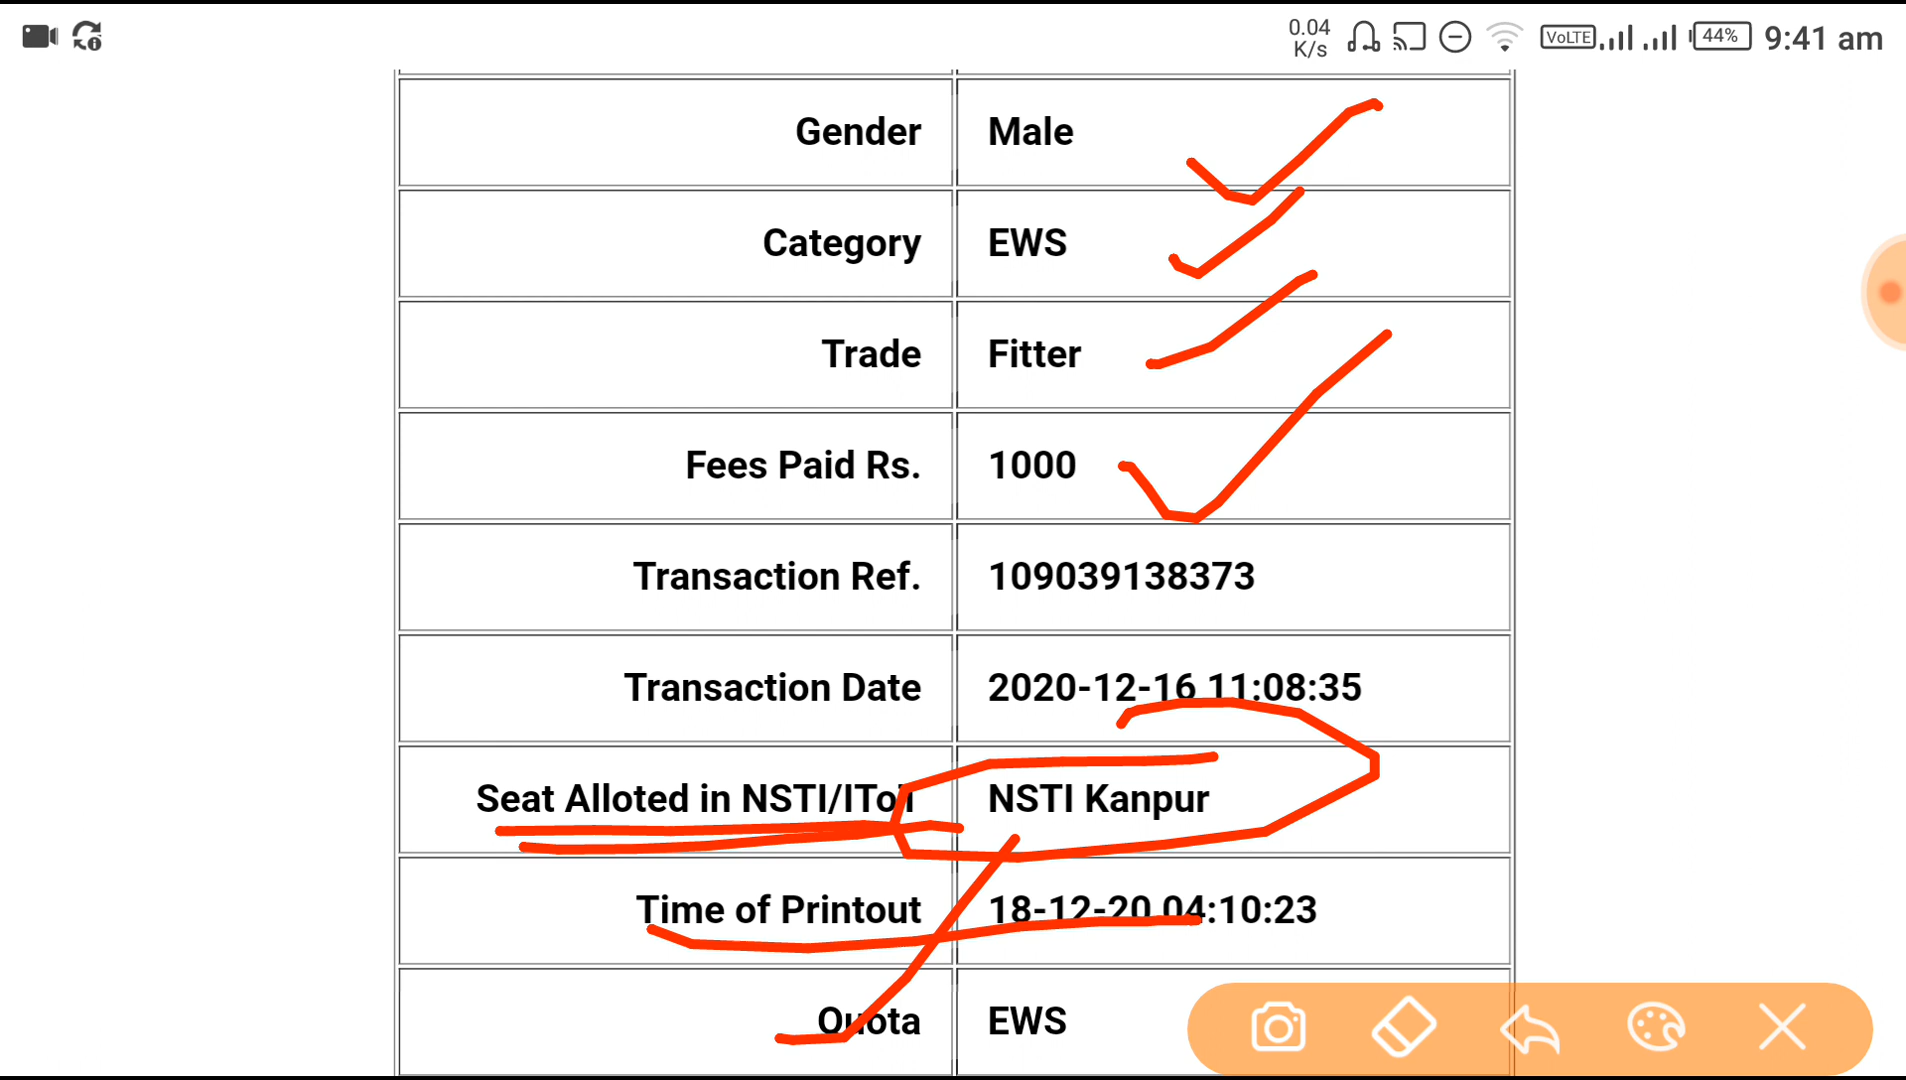 0.04
K/s
VoLTE
44%
9:41 am
Gender Male
Category EWS
Trade Fitter
Fees Paid Rs. 1000
Transaction Ref. 109039138373
Transaction Date 2020-12-16 11:08:35
Seat Alloted in NSTI/IToT NSTI Kanpur
Time of Printout 18-12-20 04:10:23
Quota EWS